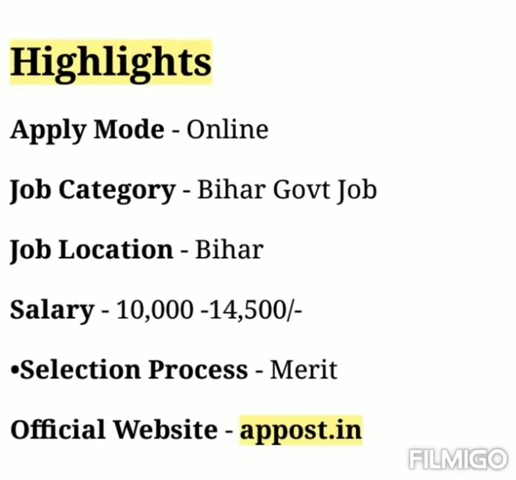 Highlights
Apply Mode - Online
Job Category - Bihar Govt Job
Job Location - Bihar
Salary - 10,000 -14,500/-
•Selection Process - Merit
Official Website - appost.in
FILMIGO